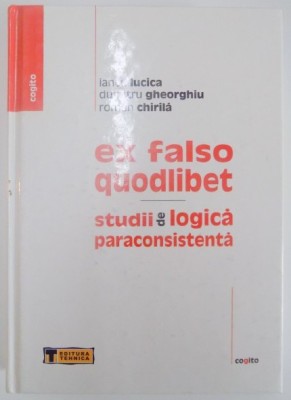 cogito
lucica
gheorghiu
chirilă
ex falso
quodlibet
studii de logică
paraconsistentă
T EDITURA
TEHNICA
cogito